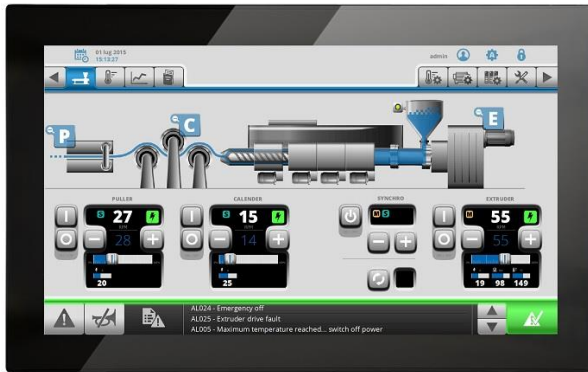 01 lug 2015
15:13:27
admin
P
C
E
PULLER
CALENDER
SYNCHRO
EXTRUDER
S 27
S 15
M S
M 55
28
14
55
20
25
19 98 149
AL024 - Emergency off
AL025 - Extruder drive fault
AL005 - Maximum temperature reached... switch off power